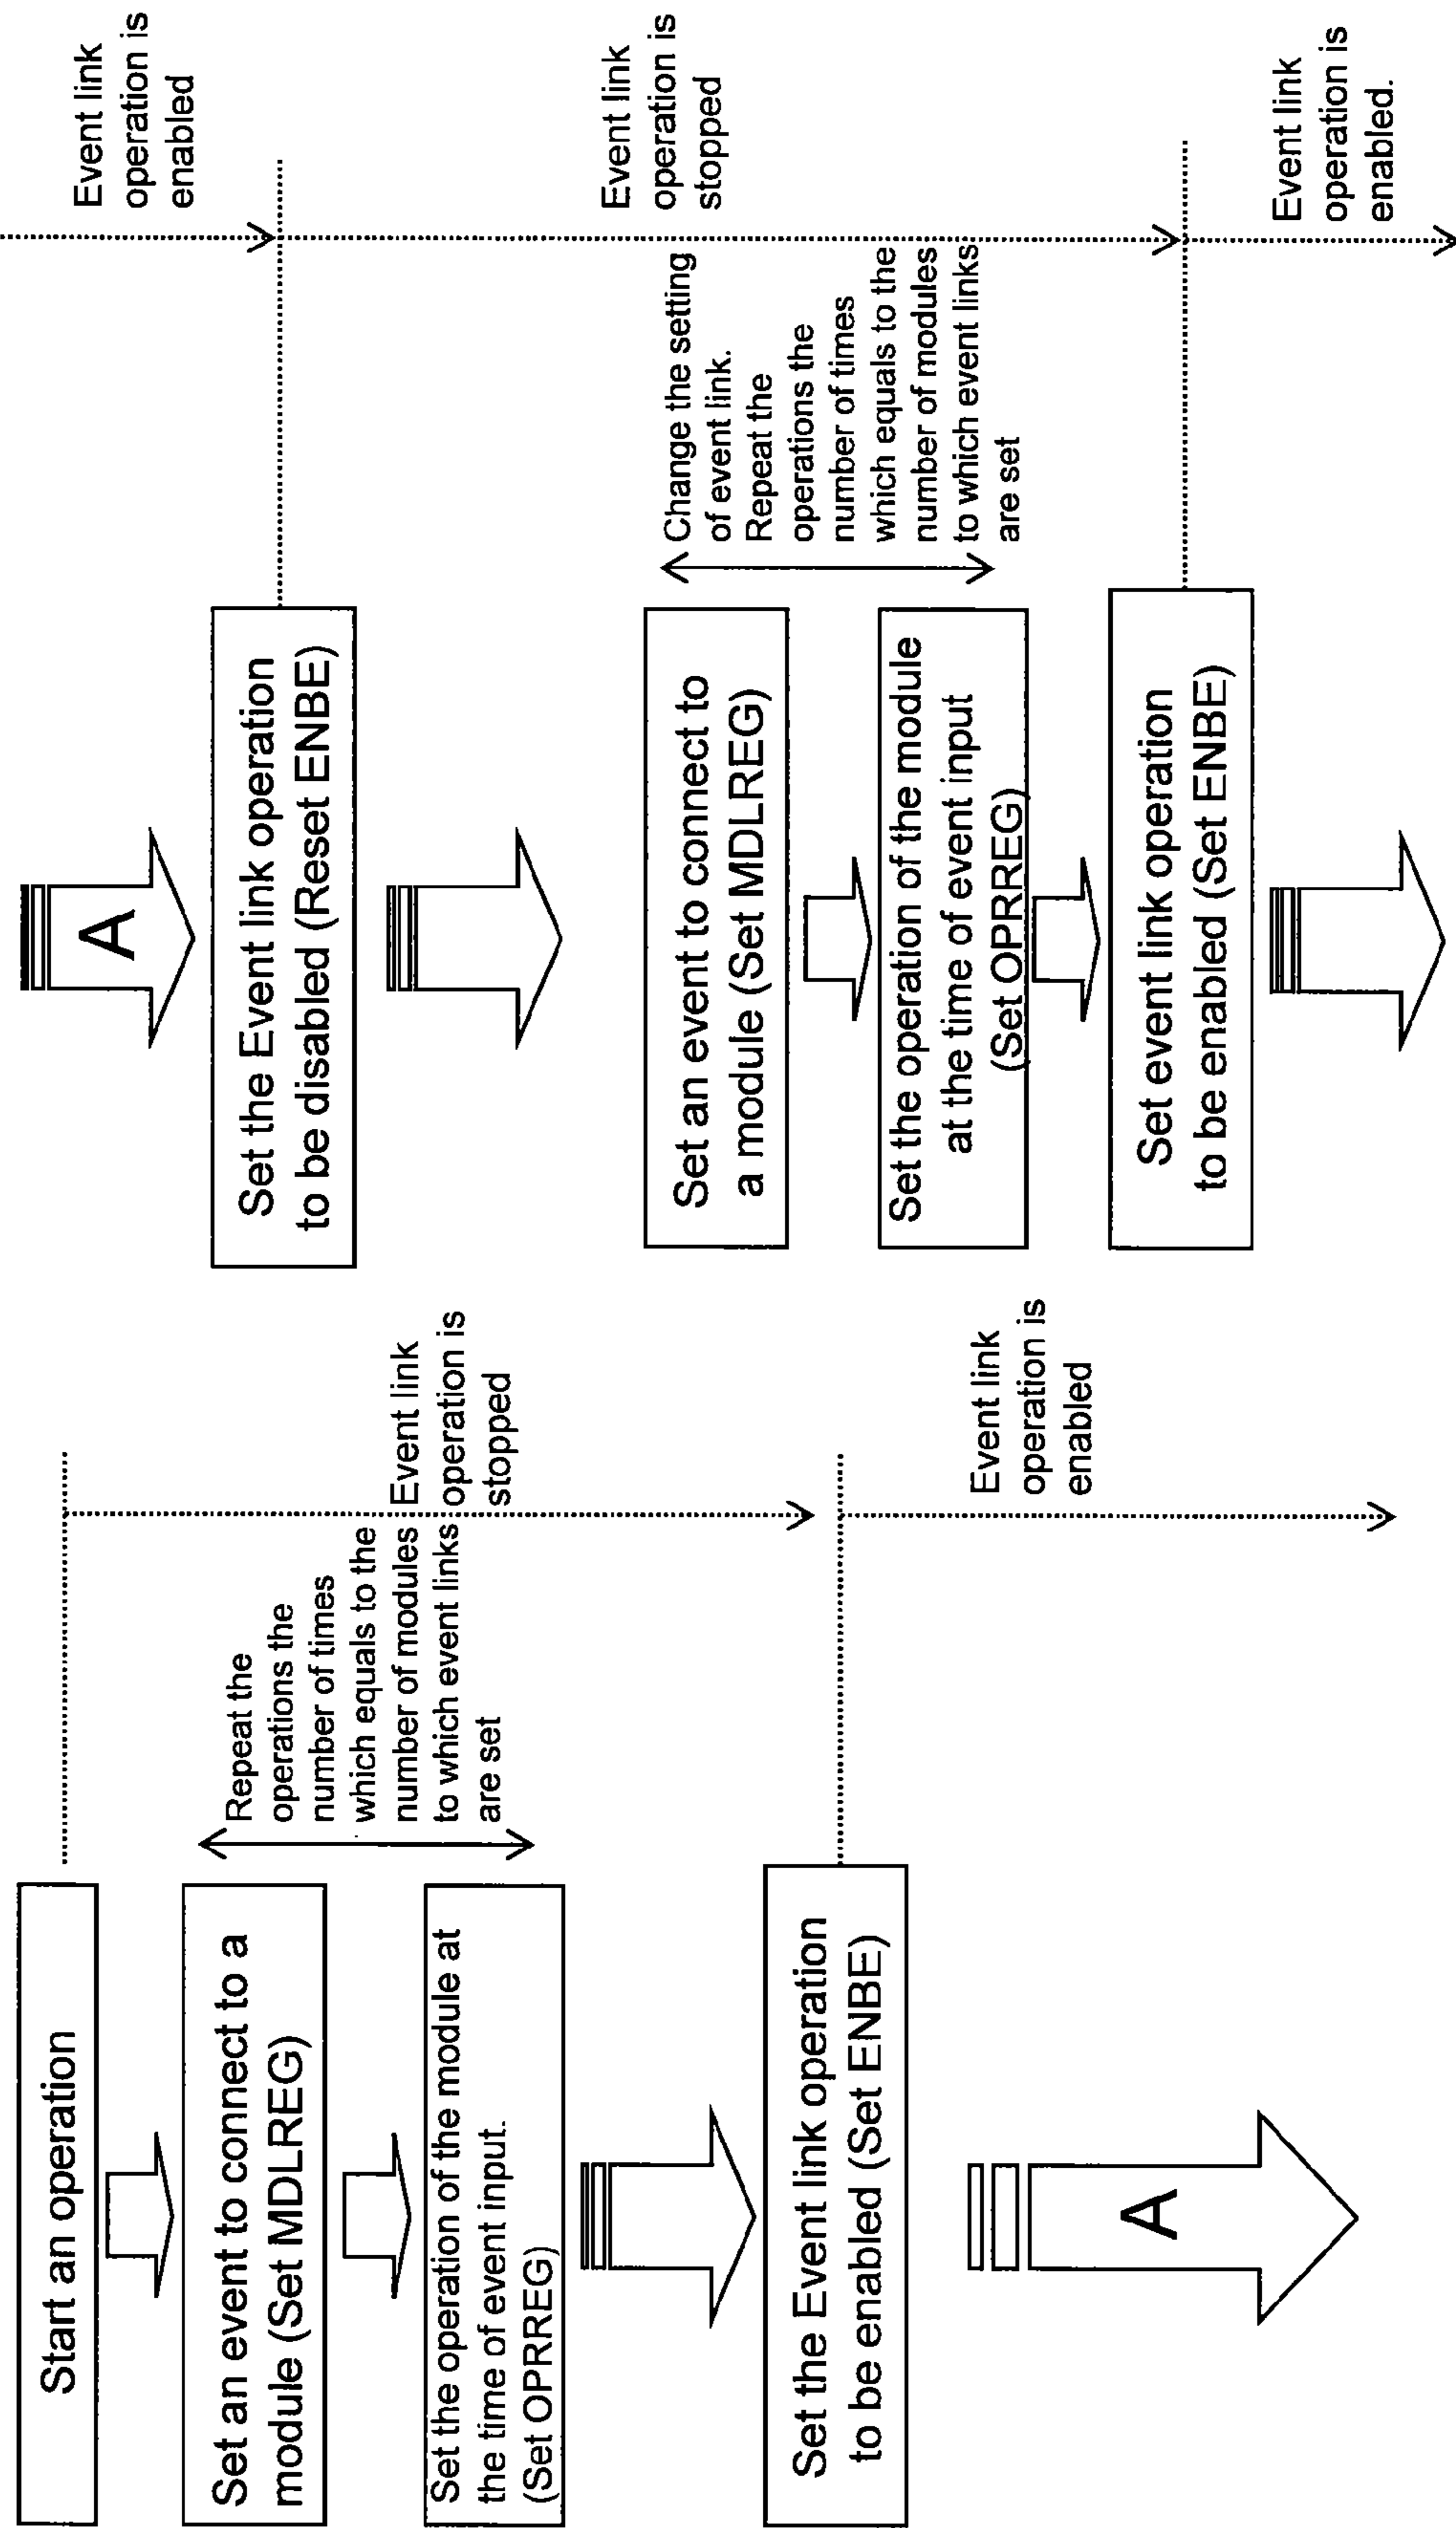 Start an operation
Set an event to connect to a
module (Set MDLREG)
Set the operation of the module at
the time of event input.
(Set OPRREG)
Repeat the
operations the
number of times
which equals to the
number of modules
to which event links
are set
Event link
operation is
stopped
Set the Event link operation
to be enabled (Set ENBE)
Event link
operation is
enabled
A
A
Event link
operation is
enabled
Set the Event link operation
to be disabled (Reset ENBE)
Event link
operation is
stopped
Set an event to connect to
a module (Set MDLREG)
Set the operation of the module
at the time of event input
(Set OPRREG)
Change the setting
of event link.
Repeat the
operations the
number of times
which equals to the
number of modules
to which event links
are set
Set event link operation
to be enabled (Set ENBE)
Event link
operation is
enabled.